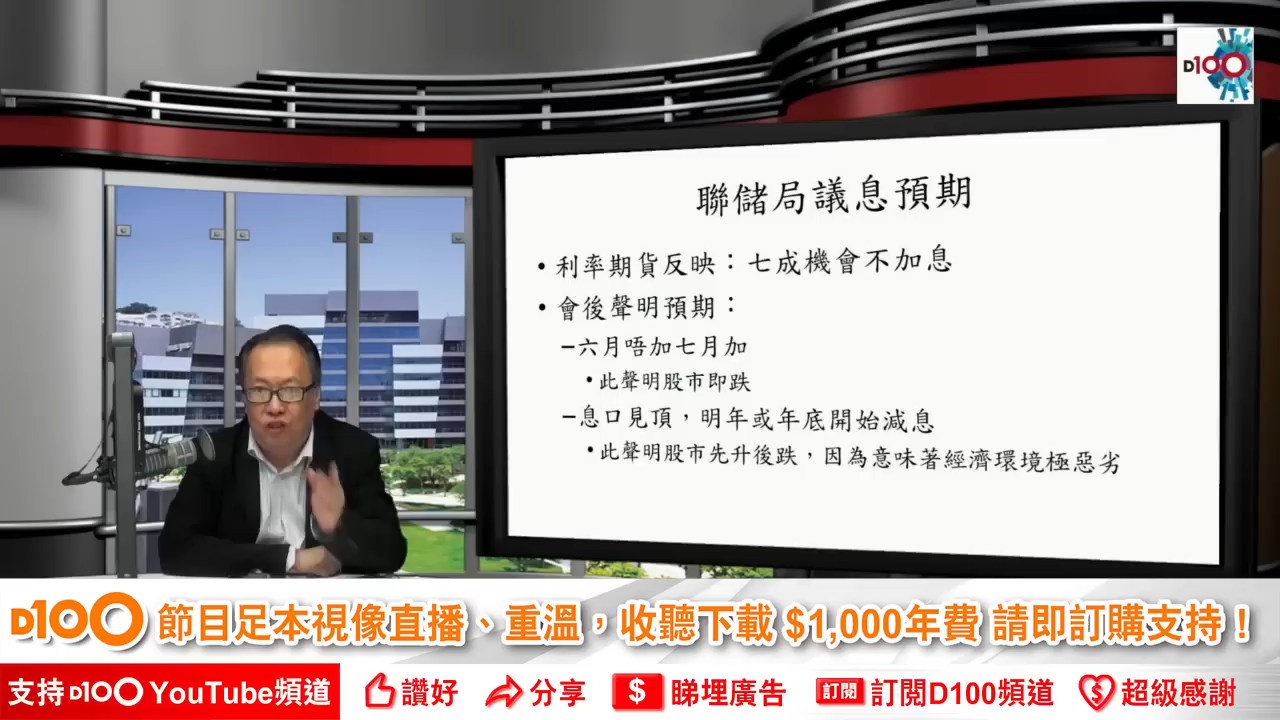 D100
聯儲局議息預期
• 利率期貨反映：七成機會不加息
• 會後聲明預期：
–六月唔加七月加
• 此聲明股市即跌
–息口見頂，明年或年底開始減息
• 此聲明股市先升後跌，因為意味著經濟環境極惡劣
D100 節目足本視像直播、重溫，收聽下載 $1,000年費 請即訂購支持！
支持D100 YouTube頻道 讚好 分享 $ 睇埋廣告 訂閱 訂閱D100頻道 $ 超級感謝